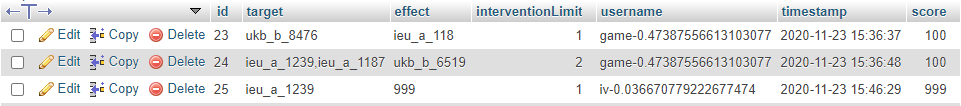 id target effect interventionLimit username timestamp score
Edit Copy Delete 23 ukb_b_8476 ieu_a_118 1 game-0.47387556613103077 2020-11-23 15:36:37 100
Edit Copy Delete 24 ieu_a_1239,ieu_a_1187 ukb_b_6519 2 game-0.47387556613103077 2020-11-23 15:36:48 100
Edit Copy Delete 25 ieu_a_1239 999 1 iv-0.036670779222677474 2020-11-23 15:46:29 999